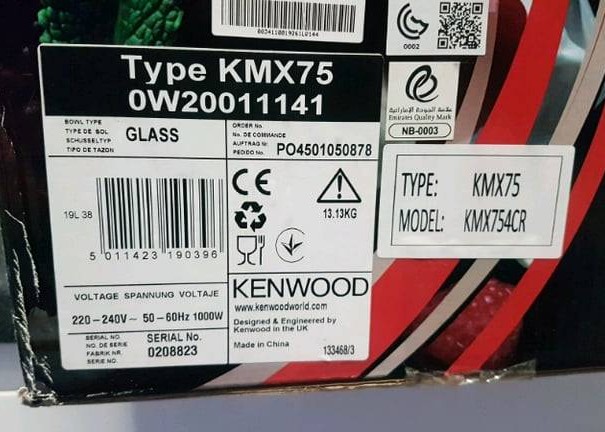 0002
Type KMX75
0W20011141
Emirates Quality Mark
NB-0003
BOWL TYPE
TYPE DE BOL
SCHUSSELTYP
TIPO DE TAZON
GLASS
ORDER No.
No. DE COMMANDE
AUFTRAG Nr.
PEDIDO No.
PO4501050878
TYPE: KMX75
MODEL: KMX754CR
CE
13.13KG
19L 38
5 011423 190396
VOLTAGE SPANNUNG VOLTAJE
220-240V~ 50-60Hz 1000W
KENWOOD
www.kenwoodworld.com
Designed & Engineered by
Kenwood in the UK
Made in China
133468/3
SERIAL NO.
NO. DE SERIE
FABRIK NR.
SERIE NO.
SERIAL No.
0208823